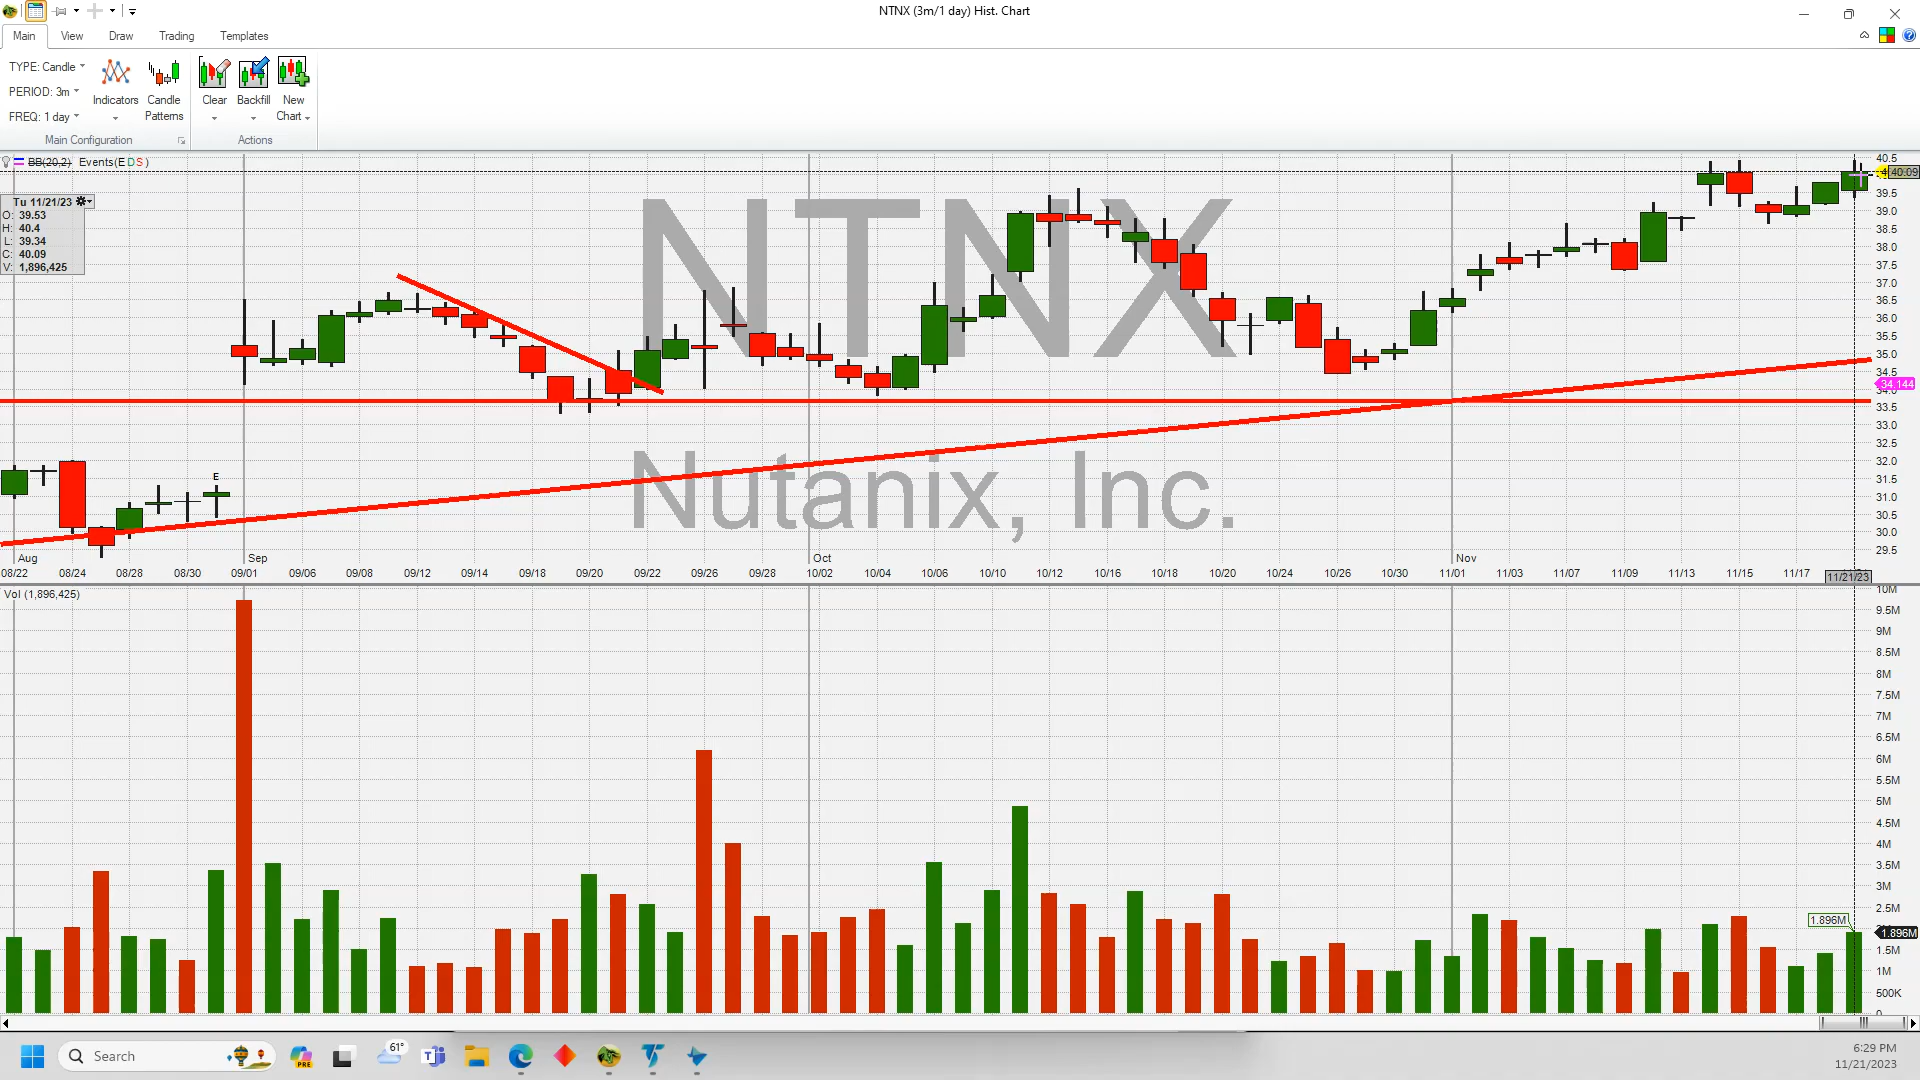 NTNX (3m/1 day) Hist. Chart
Main View Draw Trading Templates
TYPE: Candle
PERIOD: 3m
FREQ: 1 day
Indicators
Candle Patterns
Clear
Backfill
New Chart
Main Configuration
Actions
BB(20,2) Events(EDS)
Tu 11/21/23
O: 39.53
H: 40.4
L: 39.34
C: 40.09
V: 1,896,425
NTNX
Nutanix, Inc.
E
40.5
40.09
39.5
39.0
38.5
38.0
37.5
37.0
36.5
36.0
35.5
35.0
34.5
34.144
33.5
33.0
32.5
32.0
31.5
31.0
30.5
30.0
29.5
Aug Sep Oct Nov
08/22 08/24 08/28 08/30 09/01 09/06 09/08 09/12 09/14 09/18 09/20 09/22 09/26 09/28 10/02 10/04 10/06 10/10 10/12 10/16 10/18 10/20 10/24 10/26 10/30 11/01 11/03 11/07 11/09 11/13 11/15 11/17 11/21/23
Vol (1,896,425)
10M
9.5M
9M
8.5M
8M
7.5M
7M
6.5M
6M
5.5M
5M
4.5M
4M
3.5M
3M
2.5M
1.896M
1.896M
1.5M
1M
500K
0
Search
PRE
61°
6:29 PM
11/21/2023